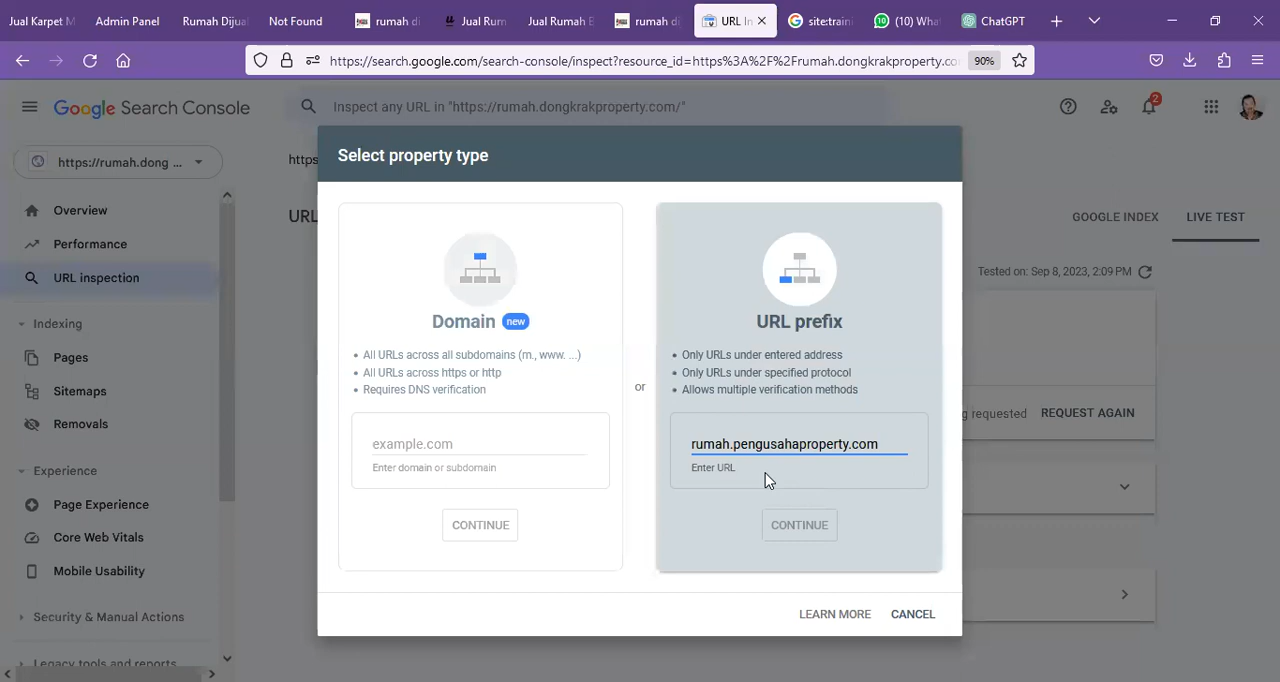 Jual Karpet M
Admin Panel
Rumah Dijual
Not Found
rumah di
Jual Rum
Jual Rumah B
rumah di
URL In
site:train
(10) Wha
ChatGPT
https://search.google.com/search-console/inspect?resource_id=https%3A%2F%2Frumah.dongkrakproperty.co
90%
Google Search Console
Inspect any URL in "https://rumah.dongkrakproperty.com/"
2
https://rumah.dong ...
https
Overview
Performance
URL inspection
Indexing
Pages
Sitemaps
Removals
Experience
Page Experience
Core Web Vitals
Mobile Usability
Security & Manual Actions
Legacy tools and reports
URL
GOOGLE INDEX
LIVE TEST
Tested on: Sep 8, 2023, 2:09 PM
g requested
REQUEST AGAIN
Select property type
Domain new
All URLs across all subdomains (m., www. ...)
All URLs across https or http
Requires DNS verification
example.com
Enter domain or subdomain
CONTINUE
or
URL prefix
Only URLs under entered address
Only URLs under specified protocol
Allows multiple verification methods
rumah.pengusahaproperty.com
Enter URL
CONTINUE
LEARN MORE
CANCEL